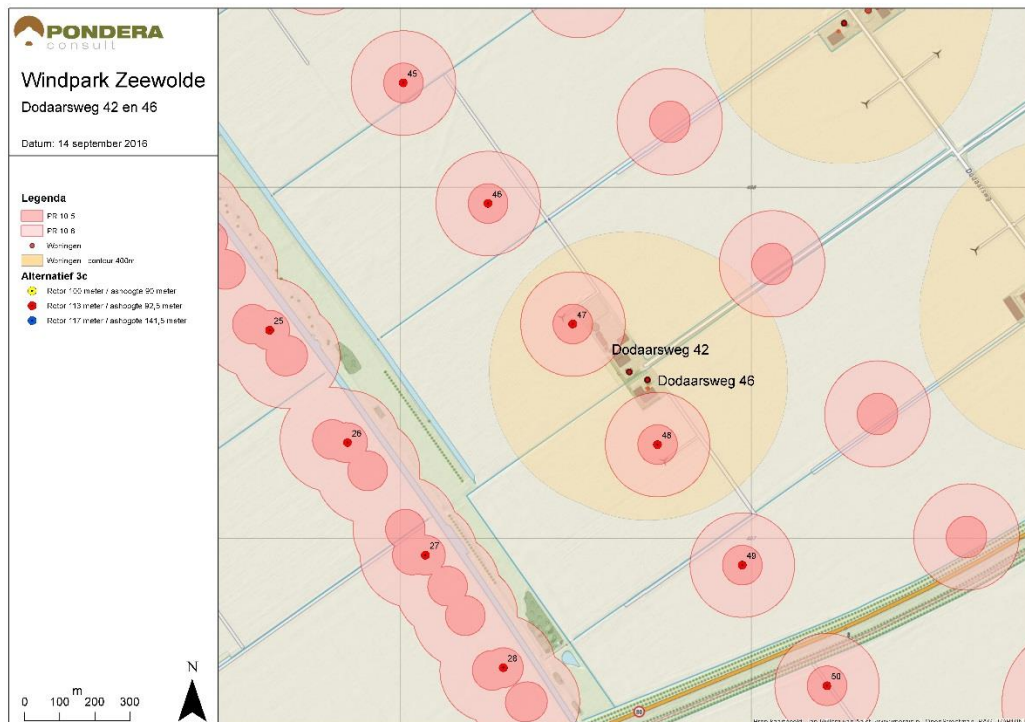 PONDERA
consult
Windpark Zeewolde
Dodaarsweg 42 en 46
Datum: 14 september 2016
Legenda
PR 10.5
PR 10.6
Woningen
Woningen - contour 400m
Alternatief 3c
Rotor 100 meter / ashoogte 90 meter
Rotor 113 meter / ashoogte 92,5 meter
Rotor 117 meter / ashoogte 141,5 meter
m
0 100 300
N
45
46
47
Dodaarsweg 42
Dodaarsweg 46
48
49
50
25
26
27
28
Dodaarsweg